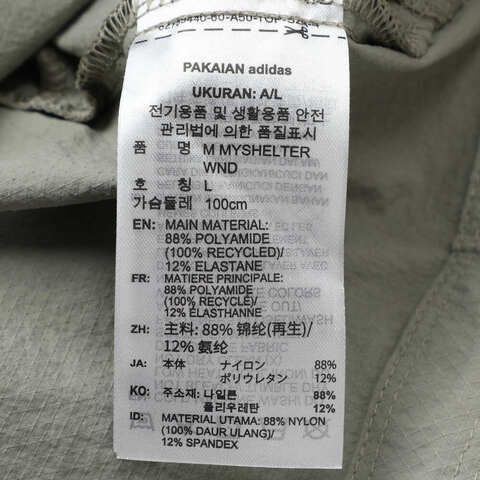 PAKAIAN adidas
UKURAN: A/L
전기용품 및 생활용품 안전
관리법에 의한 품질표시
품 명 M MYSHELTER
WND
호 칭 L
가슴둘레 100cm
EN: MAIN MATERIAL:
88% POLYAMIDE
(100% RECYCLED)/
12% ELASTANE
FR: MATIERE PRINCIPALE:
88% POLYAMIDE
(100% RECYCLE)/
12% ELASTHANNE
ZH: 主料: 88% 锦纶(再生)/
12% 氨纶
JA: 本体 ナイロン 88%
ポリウレタン 12%
KO: 주소재: 나일론 88%
폴리우레탄 12%
ID: MATERIAL UTAMA: 88% NYLON
(100% DAUR ULANG)/
12% SPANDEX